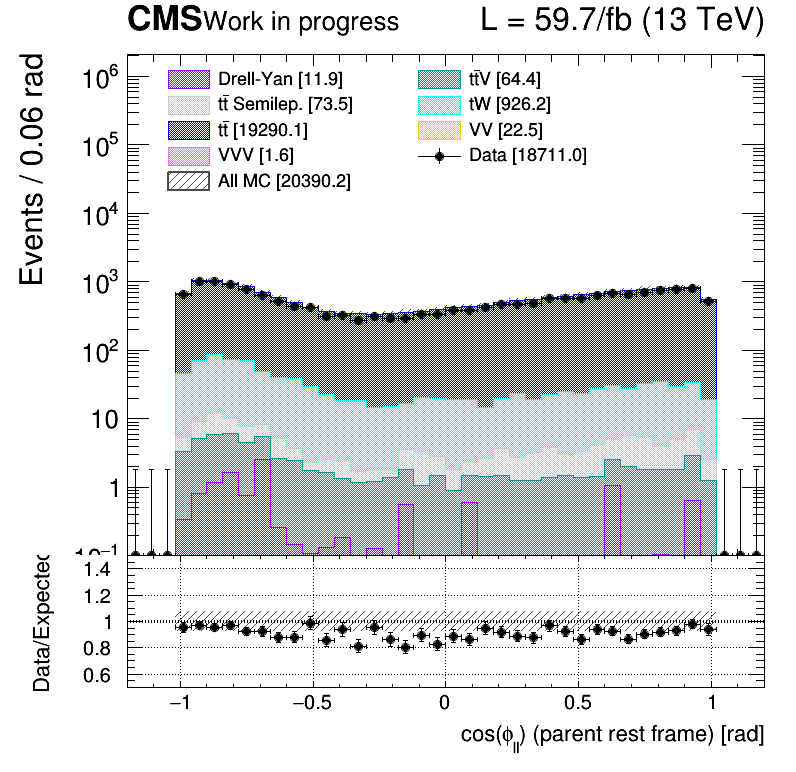 CMS Work in progress L = 59.7/fb (13 TeV)
Events / 0.06 rad
Drell-Yan [11.9]
tt̄ Semilep. [73.5]
tt̄ [19290.1]
VVV [1.6]
All MC [20390.2]
tt̄V [64.4]
tW [926.2]
VV [22.5]
Data [18711.0]
10⁶
10⁵
10⁴
10³
10²
10
1
10⁻¹
Data/Expected
1.4
1.2
1
0.8
0.6
−1 −0.5 0 0.5 1
cos(ϕ_ll) (parent rest frame) [rad]